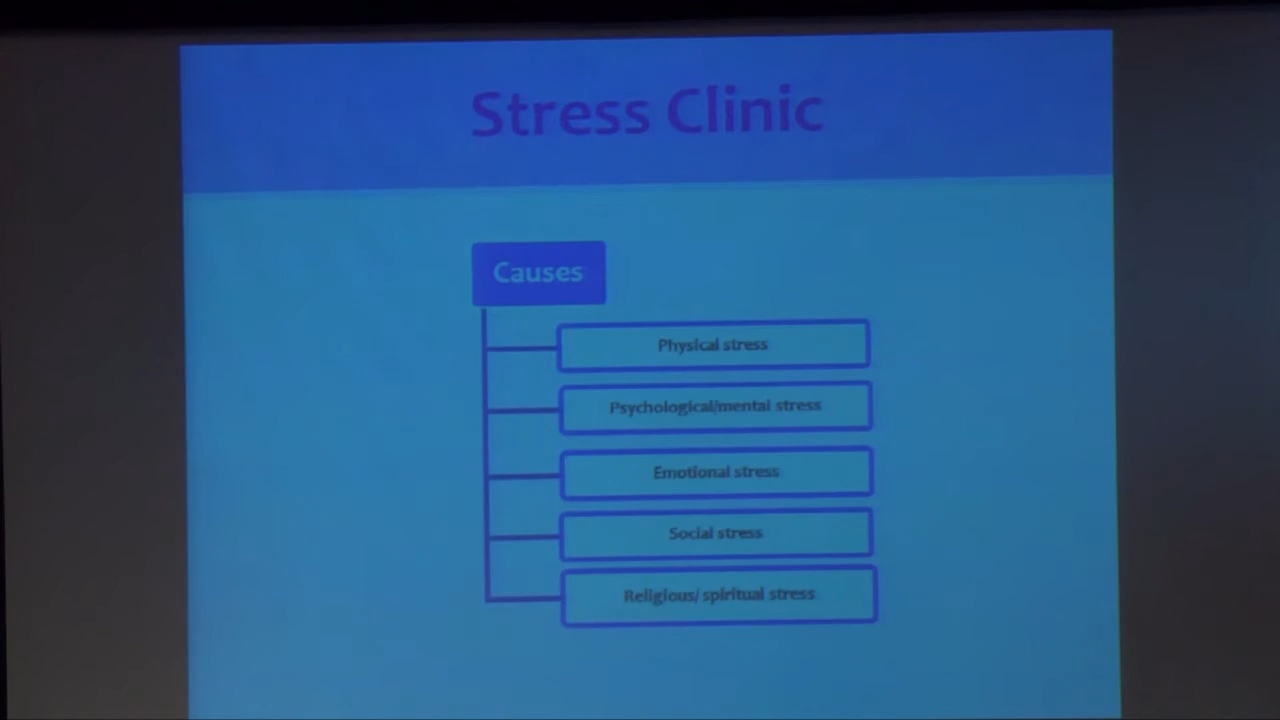 Stress Clinic
Causes
Physical stress
Psychological/mental stress
Emotional stress
Social stress
Religious/ spiritual stress